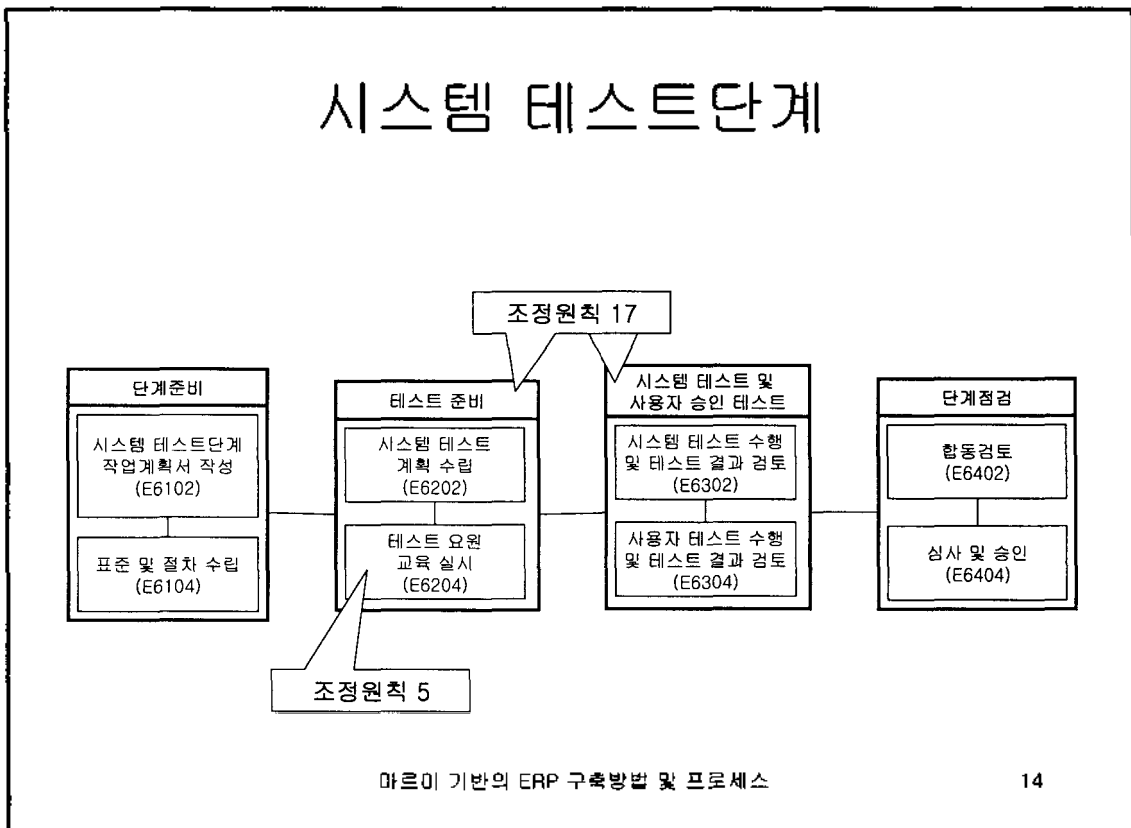 시스템 테스트단계
조정원칙 17
단계준비
시스템 테스트단계
작업계획서 작성
(E6102)
표준 및 절차 수립
(E6104)
테스트 준비
시스템 테스트
계획 수립
(E6202)
테스트 요원
교육 실시
(E6204)
시스템 테스트 및
사용자 승인 테스트
시스템 테스트 수행
및 테스트 결과 검토
(E6302)
사용자 테스트 수행
및 테스트 결과 검토
(E6304)
단계점검
합동검토
(E6402)
심사 및 승인
(E6404)
조정원칙 5
마르미 기반의 ERP 구축방법 및 프로세스
14